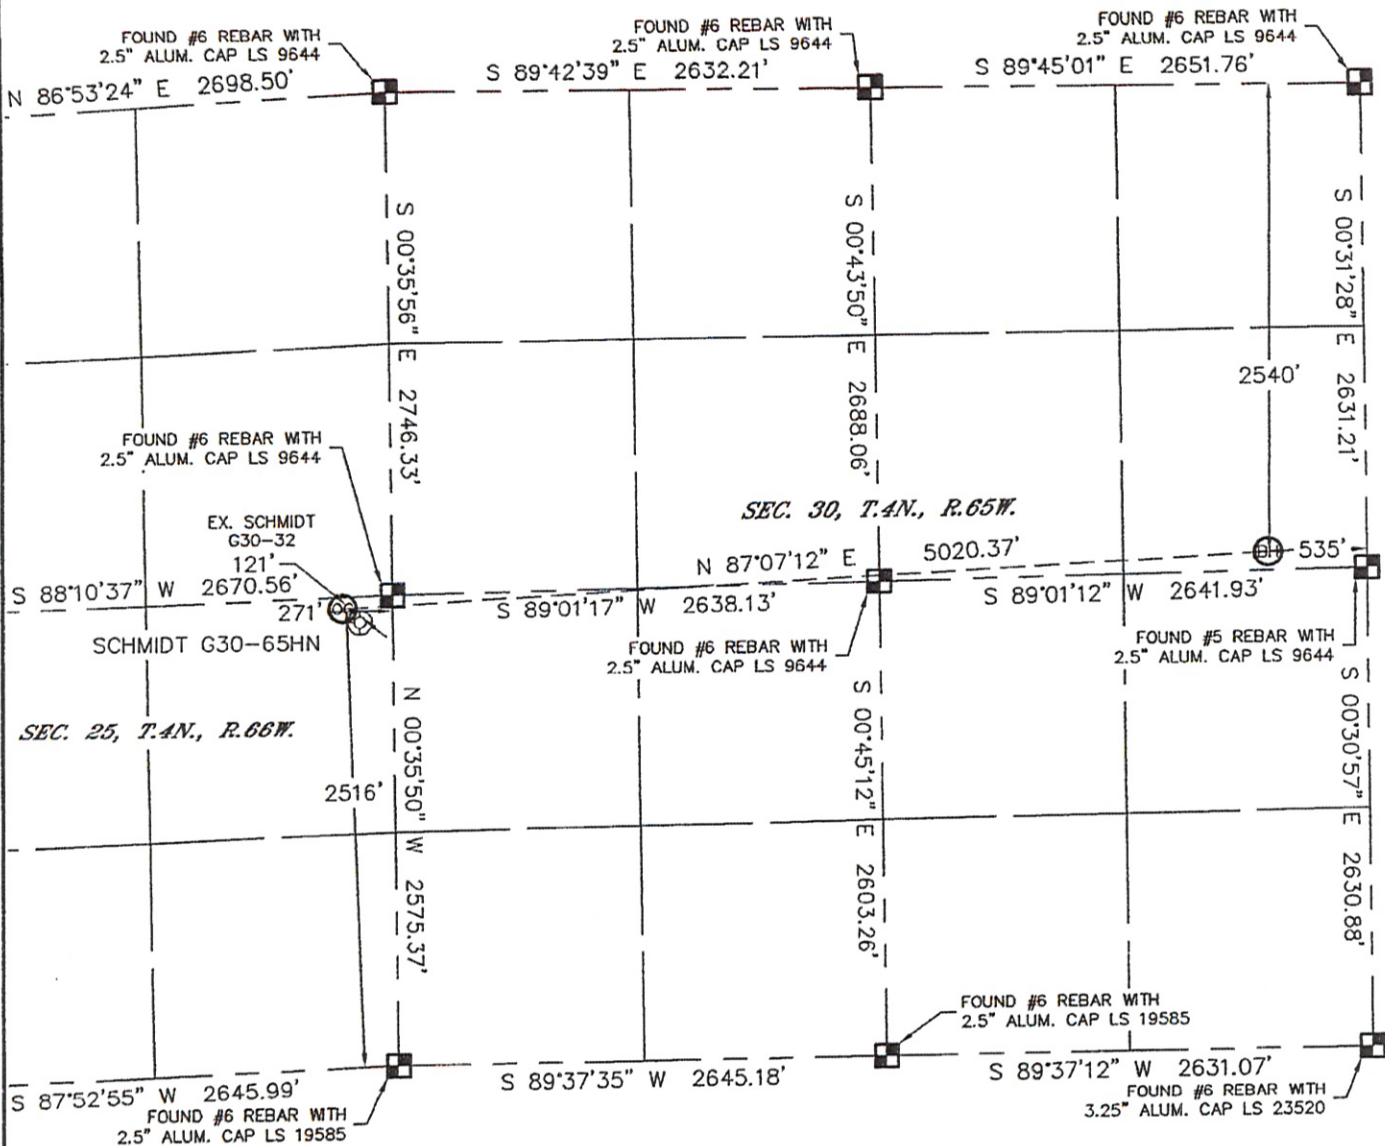 FOUND #6 REBAR WITH
2.5" ALUM. CAP LS 9644
N 86°53'24" E 2698.50'
FOUND #6 REBAR WITH
2.5" ALUM. CAP LS 9644
S 89°42'39" E 2632.21'
FOUND #6 REBAR WITH
2.5" ALUM. CAP LS 9644
S 89°45'01" E 2651.76'
S 00°35'56" E 2746.33'
S 00°43'50" E 2688.06'
S 00°31'28" E 2631.21'
2540'
FOUND #6 REBAR WITH
2.5" ALUM. CAP LS 9644
EX. SCHMIDT
G30-32
121'
S 88°10'37" W 2670.56'
271'
SCHMIDT G30-65HN
SEC. 30, T.4N., R.65W.
N 87°07'12" E 5020.37'
BH
535'
S 89°01'17" W 2638.13'
S 89°01'12" W 2641.93'
FOUND #6 REBAR WITH
2.5" ALUM. CAP LS 9644
FOUND #5 REBAR WITH
2.5" ALUM. CAP LS 9644
SEC. 25, T.4N., R.66W.
2516'
N 00°35'50" W 2575.37'
S 00°45'12" E 2603.26'
S 00°30'57" E 2630.88'
FOUND #6 REBAR WITH
2.5" ALUM. CAP LS 19585
S 87°52'55" W 2645.99'
FOUND #6 REBAR WITH
2.5" ALUM. CAP LS 19585
S 89°37'35" W 2645.18'
S 89°37'12" W 2631.07'
FOUND #6 REBAR WITH
3.25" ALUM. CAP LS 23520